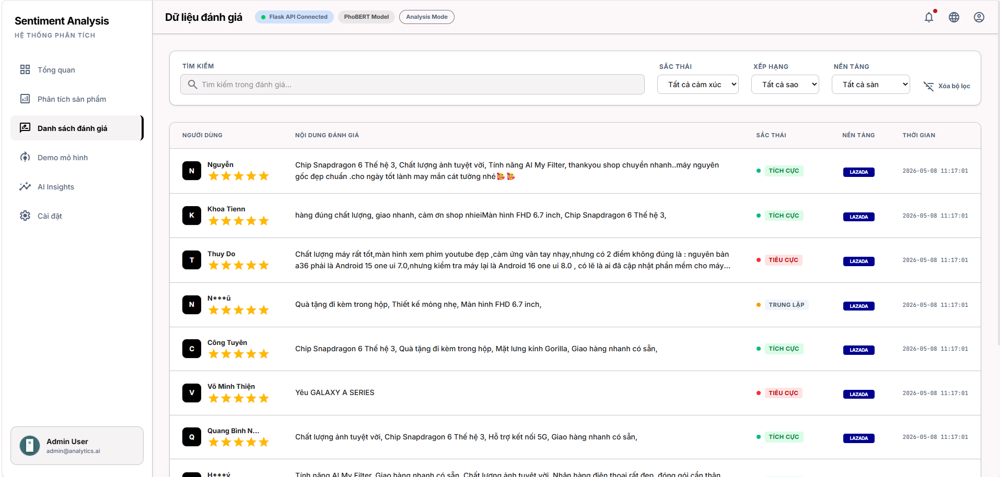 Sentiment Analysis
HỆ THỐNG PHÂN TÍCH
Tổng quan
Phân tích sản phẩm
Danh sách đánh giá
Demo mô hình
AI Insights
Cài đặt
Admin User
admin@analytics.ai
Dữ liệu đánh giá
Flask API Connected
PhoBERT Model
Analysis Mode
TÌM KIẾM
Tìm kiếm trong đánh giá...
SẮC THÁI
Tất cả cảm xúc
XẾP HẠNG
Tất cả sao
NỀN TẢNG
Tất cả sàn
Xóa bộ lọc
NGƯỜI DÙNG NỘI DUNG ĐÁNH GIÁ SẮC THÁI NỀN TẢNG THỜI GIAN
N
Nguyễn
Chip Snapdragon 6 Thế hệ 3, Chất lượng ảnh tuyệt vời, Tính năng AI My Filter, thankyou shop chuyển nhanh..máy nguyên
gốc đẹp chuẩn .cho ngày tốt lành may mắn cát tường nhé🥰 🥰
TÍCH CỰC
LAZADA
2026-05-08 11:17:01
K
Khoa Tienn
hàng đúng chất lượng, giao nhanh, cảm ơn shop nhieiMàn hình FHD 6.7 inch, Chip Snapdragon 6 Thế hệ 3,
TÍCH CỰC
LAZADA
2026-05-08 11:17:01
T
Thuy Do
Chất lượng máy rất tốt,màn hình xem phim youtube đẹp ,cảm ứng vân tay nhạy,nhưng có 2 điểm không đúng là : nguyên bản
a36 phải là Android 15 one ui 7.0,nhưng kiểm tra máy lại là Android 16 one ui 8.0 , có lẽ là ai đã cập nhật phần mềm cho máy...
TIÊU CỰC
LAZADA
2026-05-08 11:17:01
N
N***ũ
Quà tặng đi kèm trong hộp, Thiết kế mỏng nhẹ, Màn hình FHD 6.7 inch,
TRUNG LẬP
LAZADA
2026-05-08 11:17:01
C
Công Tuyên
Chip Snapdragon 6 Thế hệ 3, Quà tặng đi kèm trong hộp, Mặt lưng kính Gorilla, Giao hàng nhanh có sẵn,
TÍCH CỰC
LAZADA
2026-05-08 11:17:01
V
Võ Minh Thiện
Yêu GALAXY A SERIES
TIÊU CỰC
LAZADA
2026-05-08 11:17:01
Q
Quang Bình N...
Chất lượng ảnh tuyệt vời, Chip Snapdragon 6 Thế hệ 3, Hỗ trợ kết nối 5G, Giao hàng nhanh có sẵn,
TÍCH CỰC
LAZADA
2026-05-08 11:17:01
H***ý
Tính năng AI My Filter, Giao hàng nhanh có sẵn, Chất lượng ảnh tuyệt vời, Nhận hàng điện thoại rất đẹp, đóng gói cẩn thận